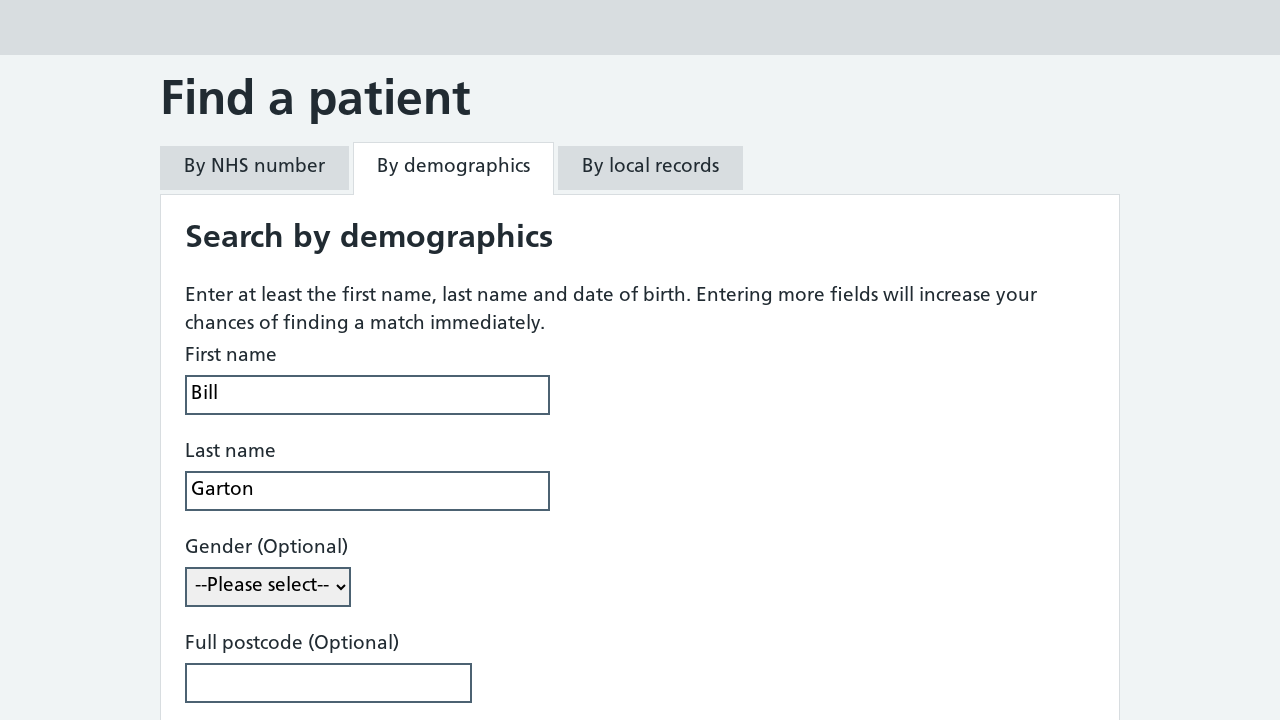 Find a patient
By NHS number
By demographics
By local records
Search by demographics
Enter at least the first name, last name and date of birth. Entering more fields will increase your
chances of finding a match immediately.
First name
Bill
Last name
Garton
Gender (Optional)
--Please select--
Full postcode (Optional)